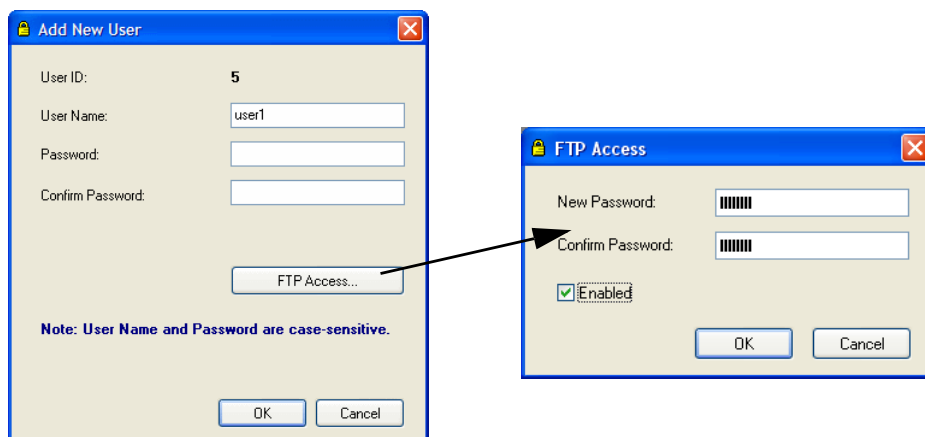 Add New User
User ID: 5
User Name: user1
Password:
Confirm Password:
FTP Access...
Note: User Name and Password are case-sensitive.
OK Cancel
FTP Access
New Password:
Confirm Password:
Enabled
OK Cancel